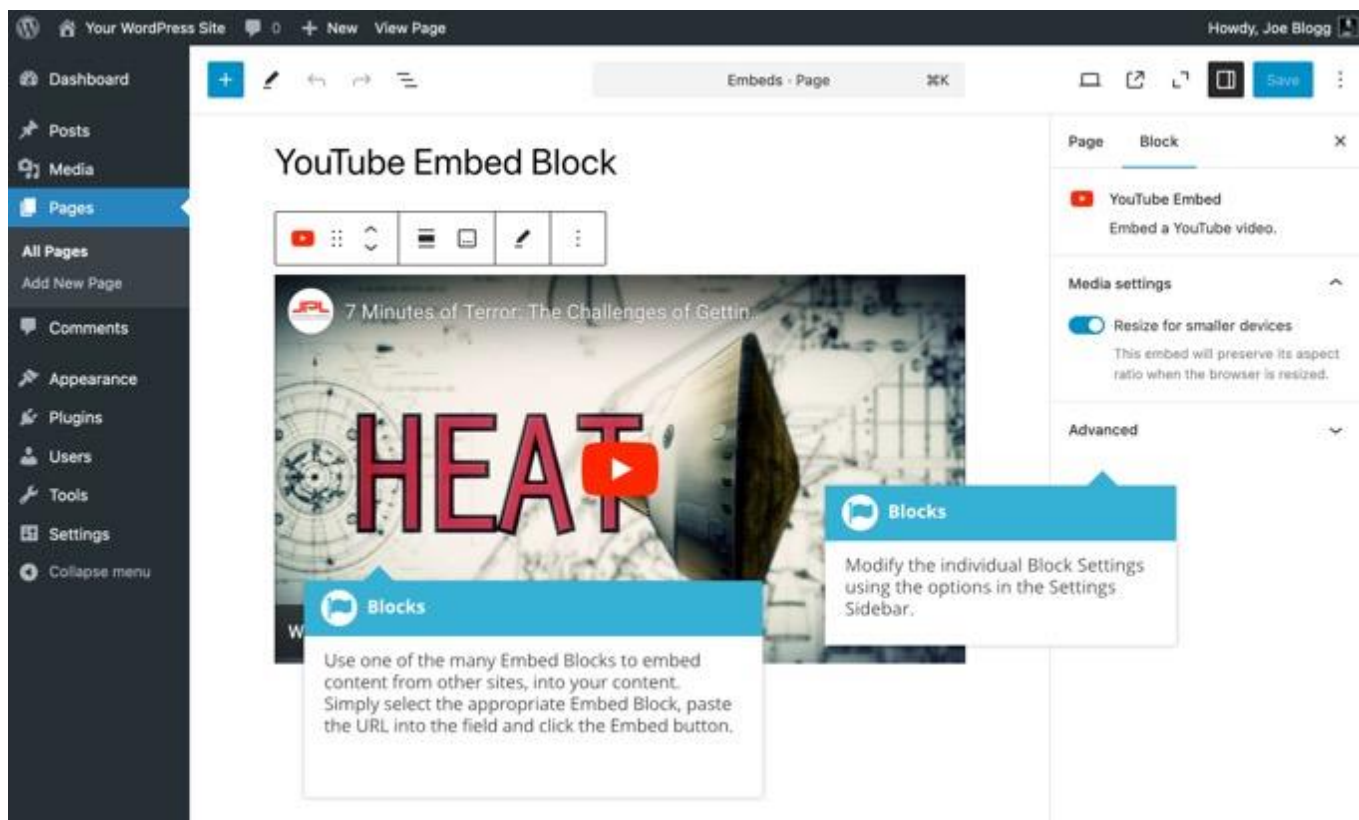 Your WordPress Site 0 + New View Page Howdy, Joe Blogg
Dashboard
Posts
Media
Pages
All Pages
Add New Page
Comments
Appearance
Plugins
Users
Tools
Settings
Collapse menu
Embeds · Page ⌘K
Save
YouTube Embed Block
JPL 7 Minutes of Terror: The Challenges of Gettin...
HEAT
W
Blocks
Use one of the many Embed Blocks to embed
content from other sites, into your content.
Simply select the appropriate Embed Block, paste
the URL into the field and click the Embed button.
Page Block ×
YouTube Embed
Embed a YouTube video.
Media settings
Resize for smaller devices
This embed will preserve its aspect
ratio when the browser is resized.
Advanced
Blocks
Modify the individual Block Settings
using the options in the Settings
Sidebar.